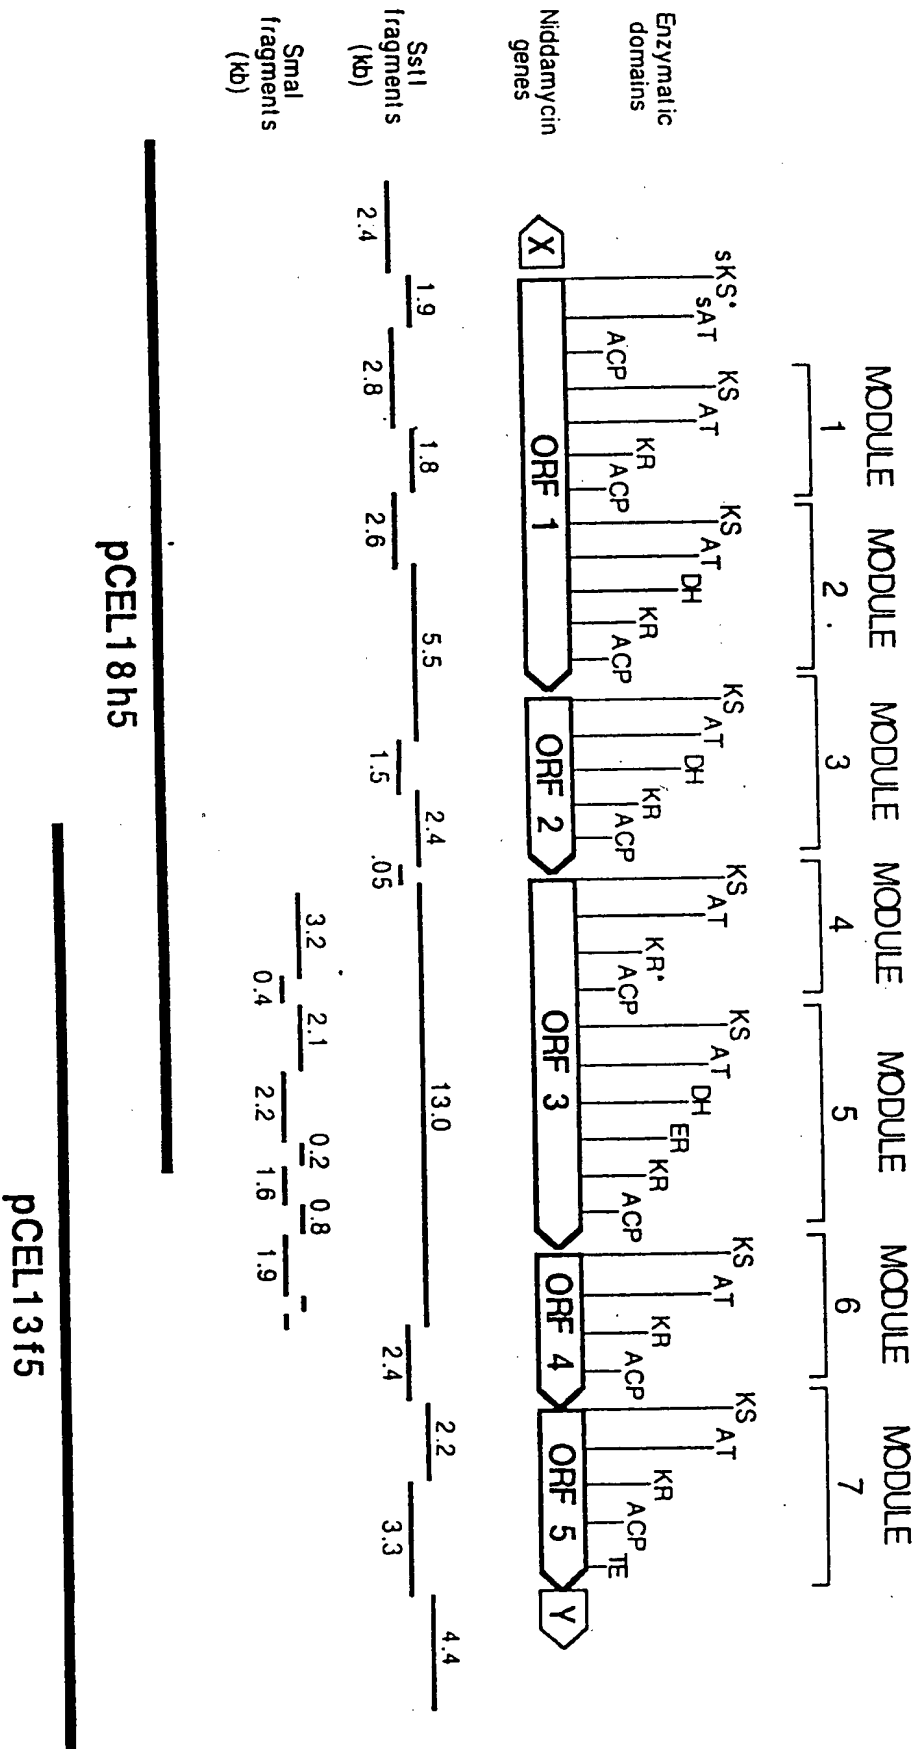 MODULE MODULE MODULE MODULE MODULE MODULE MODULE
1 2 3 4 5 6 7
Enzymatic
domains
sKS* sAT ACP KS AT KR ACP KS AT DH KR ACP KS AT DH KR ACP KS AT KR* ACP KS AT DH ER KR ACP KS AT KR ACP KS AT KR ACP TE
Niddamycin
genes
X ORF 1 ORF 2 ORF 3 ORF 4 ORF 5 Y
SstI
fragments
(kb)
2.4 1.9 2.8 1.8 2.6 5.5 1.5 2.4 .05 13.0 2.4 2.2 3.3 4.4
SmaI
fragments
(kb)
3.2 0.4 2.1 2.2 0.2 1.6 0.8 1.9
pCEL18h5
pCEL13f5